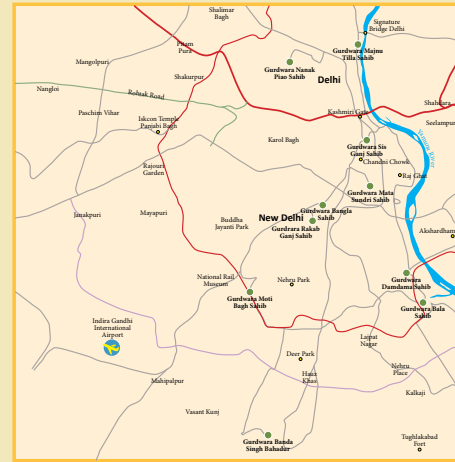 Shalimar
Bagh
Signature
Bridge Delhi
Pitam
Pura
Gurdwara Majnu
Tilla Sahib
Mangolpuri
Gurdwara Nanak
Piao Sahib
Shakurpur
Delhi
Nangloi
Rohtak Road
Shahdara
Paschim Vihar
Kashmiri Gate
Iskcon Temple
Panjabi Bagh
Seelampur
Yamuna River
Karol Bagh
Gurdwara Sis
Ganj Sahib
Chandni Chowk
Rajouri
Garden
Raj Ghat
Gurdwara Mata
Sundri Sahib
Janakpuri
Mayapuri
Buddha
Jayanti Park
New Delhi
Gurdwara Bangla
Sahib
Gurdrara Rakab
Ganj Sahib
Akshardham
National Rail
Museum
Nehru Park
Gurdwara
Damdama Sahib
Gurdwara Moti
Bagh Sahib
Gurdwara Bala
Sahib
Indira Gandhi
International
Airport
Lajpat
Nagar
Deer Park
Nehru
Place
Hauz
Khas
Mahipalpur
Kalkaji
Vasant Kunj
Gurdwara Banda
Singh Bahadur
Tughlakabad
Fort